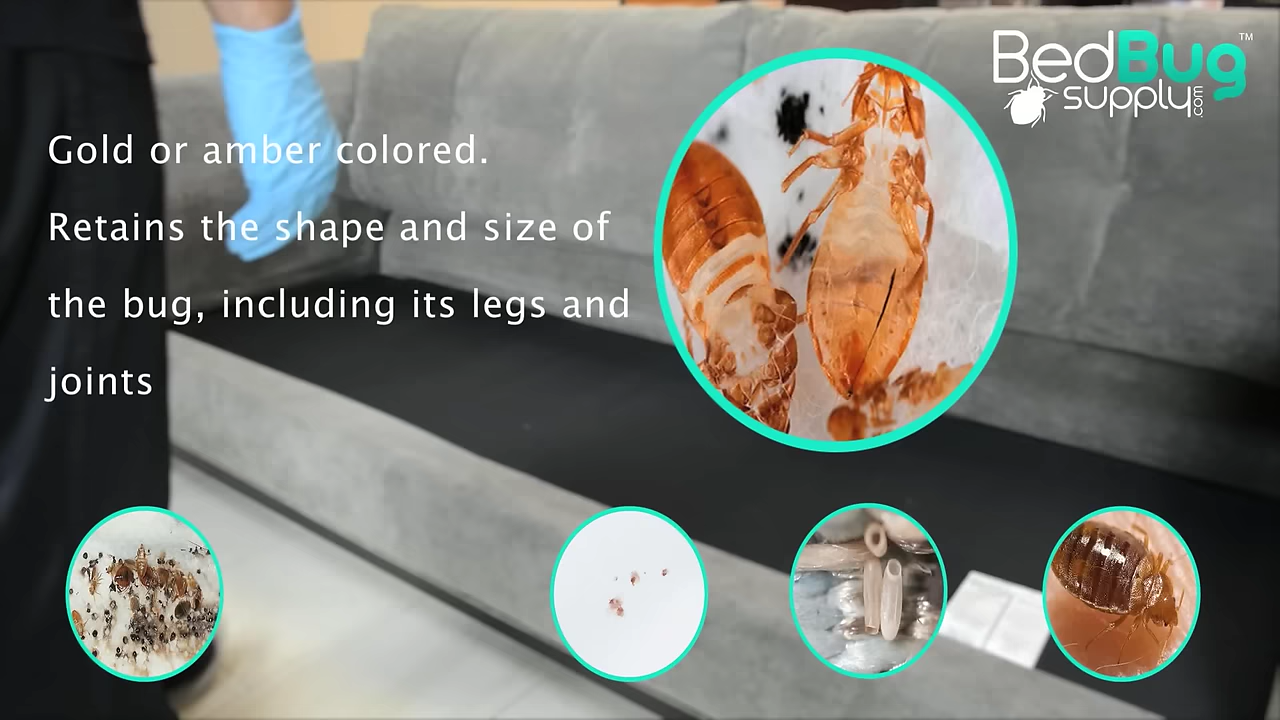 BedBug™
supply.com
Gold or amber colored.
Retains the shape and size of
the bug, including its legs and
joints